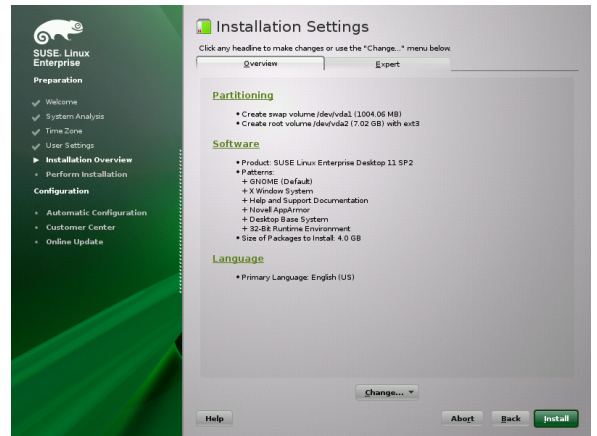 SUSE. Linux
Enterprise
Preparation
Welcome
System Analysis
Time Zone
User Settings
Installation Overview
Perform Installation
Configuration
Automatic Configuration
Customer Center
Online Update
Installation Settings
Click any headline to make changes or use the "Change..." menu below.
Overview
Expert
Partitioning
• Create swap volume /dev/vda1 (1004.06 MB)
• Create root volume /dev/vda2 (7.02 GB) with ext3
Software
• Product: SUSE Linux Enterprise Desktop 11 SP2
• Patterns:
+ GNOME (Default)
+ X Window System
+ Help and Support Documentation
+ Novell AppArmor
+ Desktop Base System
+ 32-Bit Runtime Environment
• Size of Packages to Install: 4.0 GB
Language
• Primary Language: English (US)
Change...
Help
Abort
Back
Install